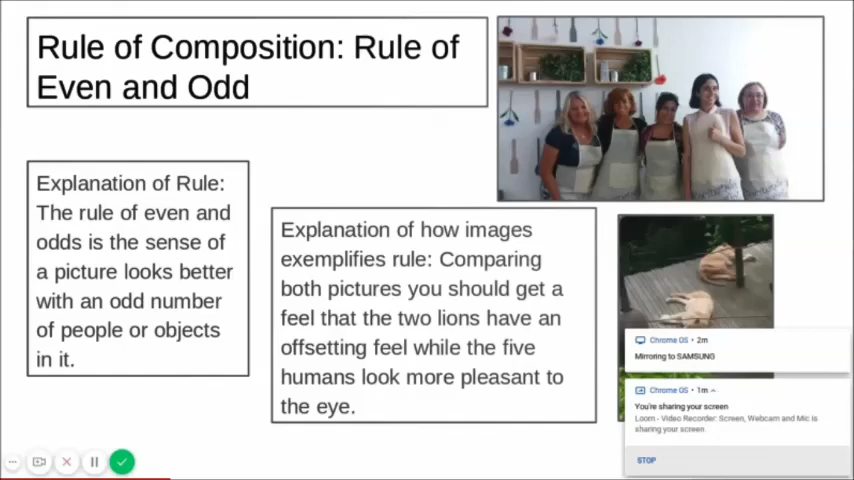 Rule of Composition: Rule of
Even and Odd
Explanation of Rule:
The rule of even and
odds is the sense of
a picture looks better
with an odd number
of people or objects
in it.
Explanation of how images
exemplifies rule: Comparing
both pictures you should get a
feel that the two lions have an
offsetting feel while the five
humans look more pleasant to
the eye.
Chrome OS • 2m
Mirroring to SAMSUNG
Chrome OS • 1m
You're sharing your screen
Loom - Video Recorder: Screen, Webcam and Mic is
sharing your screen.
STOP